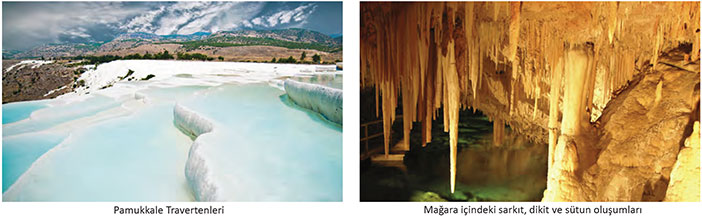 Pamukkale Travertenleri
Mağara içindeki sarkıt, dikit ve sütun oluşumları